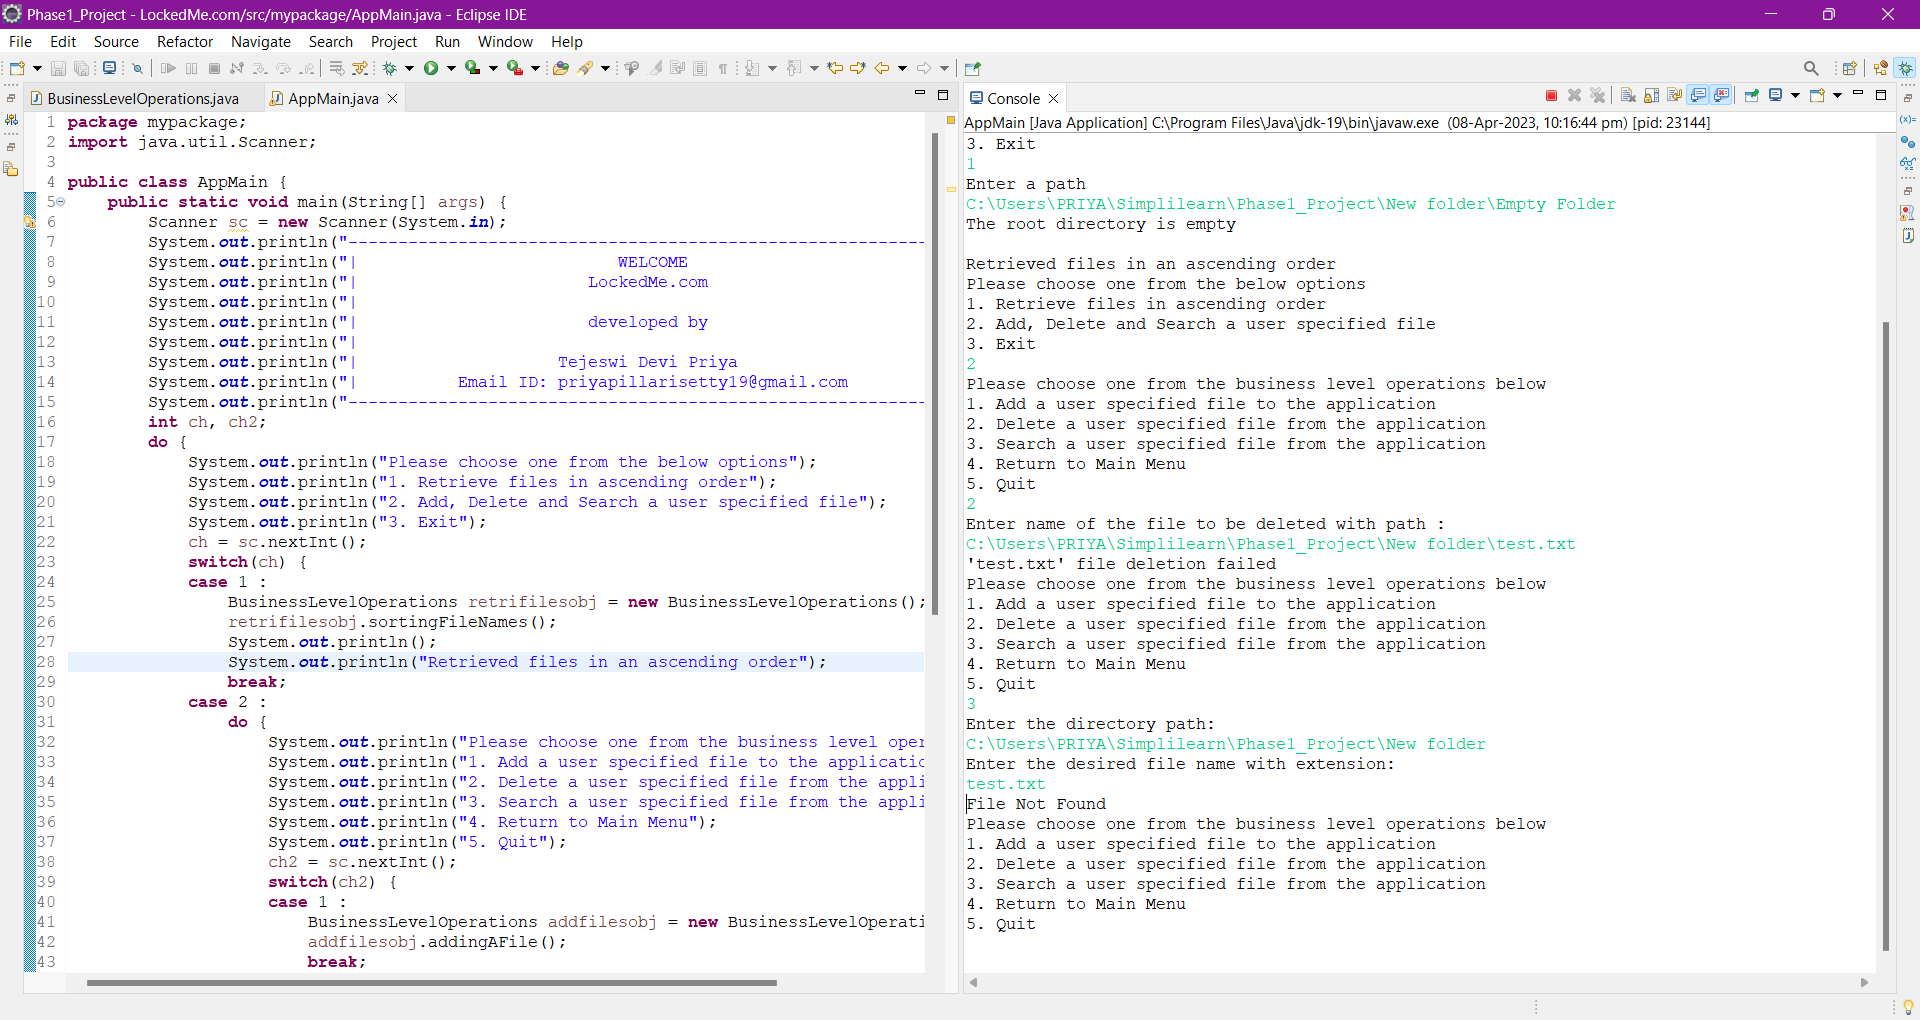 Phase1_Project - LockedMe.com/src/mypackage/AppMain.java - Eclipse IDE
File Edit Source Refactor Navigate Search Project Run Window Help
BusinessLevelOperations.java AppMain.java
1 package mypackage;
2 import java.util.Scanner;
3
4 public class AppMain {
5 public static void main(String[] args) {
6 Scanner sc = new Scanner(System.in);
7 System.out.println("----------------------------------------------------------
8 System.out.println("| WELCOME
9 System.out.println("| LockedMe.com
10 System.out.println("|
11 System.out.println("| developed by
12 System.out.println("|
13 System.out.println("| Tejeswi Devi Priya
14 System.out.println("| Email ID: priyapillarisetty19@gmail.com
15 System.out.println("----------------------------------------------------------
16 int ch, ch2;
17 do {
18 System.out.println("Please choose one from the below options");
19 System.out.println("1. Retrieve files in ascending order");
20 System.out.println("2. Add, Delete and Search a user specified file");
21 System.out.println("3. Exit");
22 ch = sc.nextInt();
23 switch(ch) {
24 case 1 :
25 BusinessLevelOperations retrifilesobj = new BusinessLevelOperations();
26 retrifilesobj.sortingFileNames();
27 System.out.println();
28 System.out.println("Retrieved files in an ascending order");
29 break;
30 case 2 :
31 do {
32 System.out.println("Please choose one from the business level oper
33 System.out.println("1. Add a user specified file to the applicatic
34 System.out.println("2. Delete a user specified file from the appli
35 System.out.println("3. Search a user specified file from the appli
36 System.out.println("4. Return to Main Menu");
37 System.out.println("5. Quit");
38 ch2 = sc.nextInt();
39 switch(ch2) {
40 case 1 :
41 BusinessLevelOperations addfilesobj = new BusinessLevelOperati
42 addfilesobj.addingAFile();
43 break;
Console
AppMain [Java Application] C:\Program Files\Java\jdk-19\bin\javaw.exe (08-Apr-2023, 10:16:44 pm) [pid: 23144]
3. Exit
1
Enter a path
C:\Users\PRIYA\Simplilearn\Phase1_Project\New folder\Empty Folder
The root directory is empty
Retrieved files in an ascending order
Please choose one from the below options
1. Retrieve files in ascending order
2. Add, Delete and Search a user specified file
3. Exit
2
Please choose one from the business level operations below
1. Add a user specified file to the application
2. Delete a user specified file from the application
3. Search a user specified file from the application
4. Return to Main Menu
5. Quit
2
Enter name of the file to be deleted with path :
C:\Users\PRIYA\Simplilearn\Phase1_Project\New folder\test.txt
'test.txt' file deletion failed
Please choose one from the business level operations below
1. Add a user specified file to the application
2. Delete a user specified file from the application
3. Search a user specified file from the application
4. Return to Main Menu
5. Quit
3
Enter the directory path:
C:\Users\PRIYA\Simplilearn\Phase1_Project\New folder
Enter the desired file name with extension:
test.txt
File Not Found
Please choose one from the business level operations below
1. Add a user specified file to the application
2. Delete a user specified file from the application
3. Search a user specified file from the application
4. Return to Main Menu
5. Quit